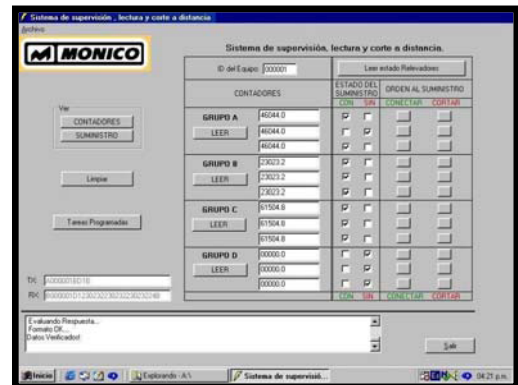 Sistema de supervisión , lectura y corte a distancia
Archivo
MONICO
Sistema de supervisión, lectura y corte a distancia.
ID del Equipo: 000001
Leer estado Relevadores
CONTADORES
ESTADO DEL SUMINISTRO
ORDEN AL SUMINISTRO
CON SIN CONECTAR CORTAR
Ver
CONTADORES
SUMINISTRO
Limpiar
Tareas Programadas
GRUPO A
LEER
46044.0
46044.0
46044.0
GRUPO B
LEER
23023.2
23023.2
23023.2
GRUPO C
LEER
61504.8
61504.8
61504.8
GRUPO D
LEER
00000.0
00000.0
00000.0
CON SIN CONECTAR CORTAR
TX:
RX:
Evaluando Respuesta...
Formato OK...
Datos Verificados!
Salir
Inicio
Explorando - A:\
Sistema de supervisió...
04:21 p.m.